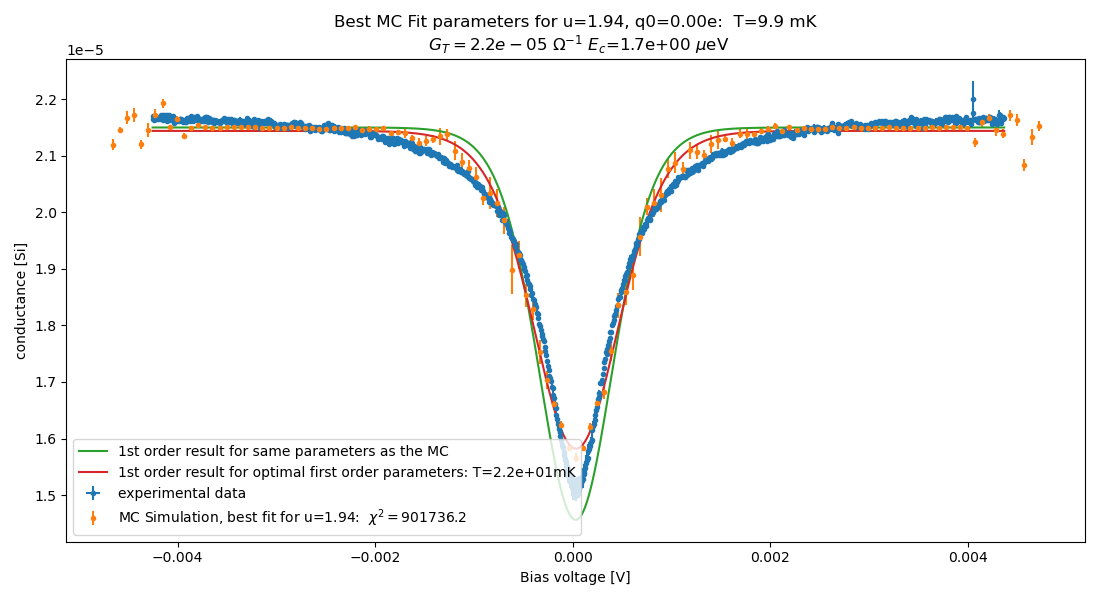 Best MC Fit parameters for u=1.94, q0=0.00e:  T=9.9 mK
$G_T = 2.2e-05\ \Omega^{-1}$ $E_c$=1.7e+00 $\mu$eV
1e−5
2.2
2.1
2.0
1.9
1.8
1.7
1.6
1.5
conductance [Si]
1st order result for same parameters as the MC
1st order result for optimal first order parameters: T=2.2e+01mK
experimental data
MC Simulation, best fit for u=1.94:  $\chi^2 = 901736.2$
−0.004
−0.002
0.000
0.002
0.004
Bias voltage [V]